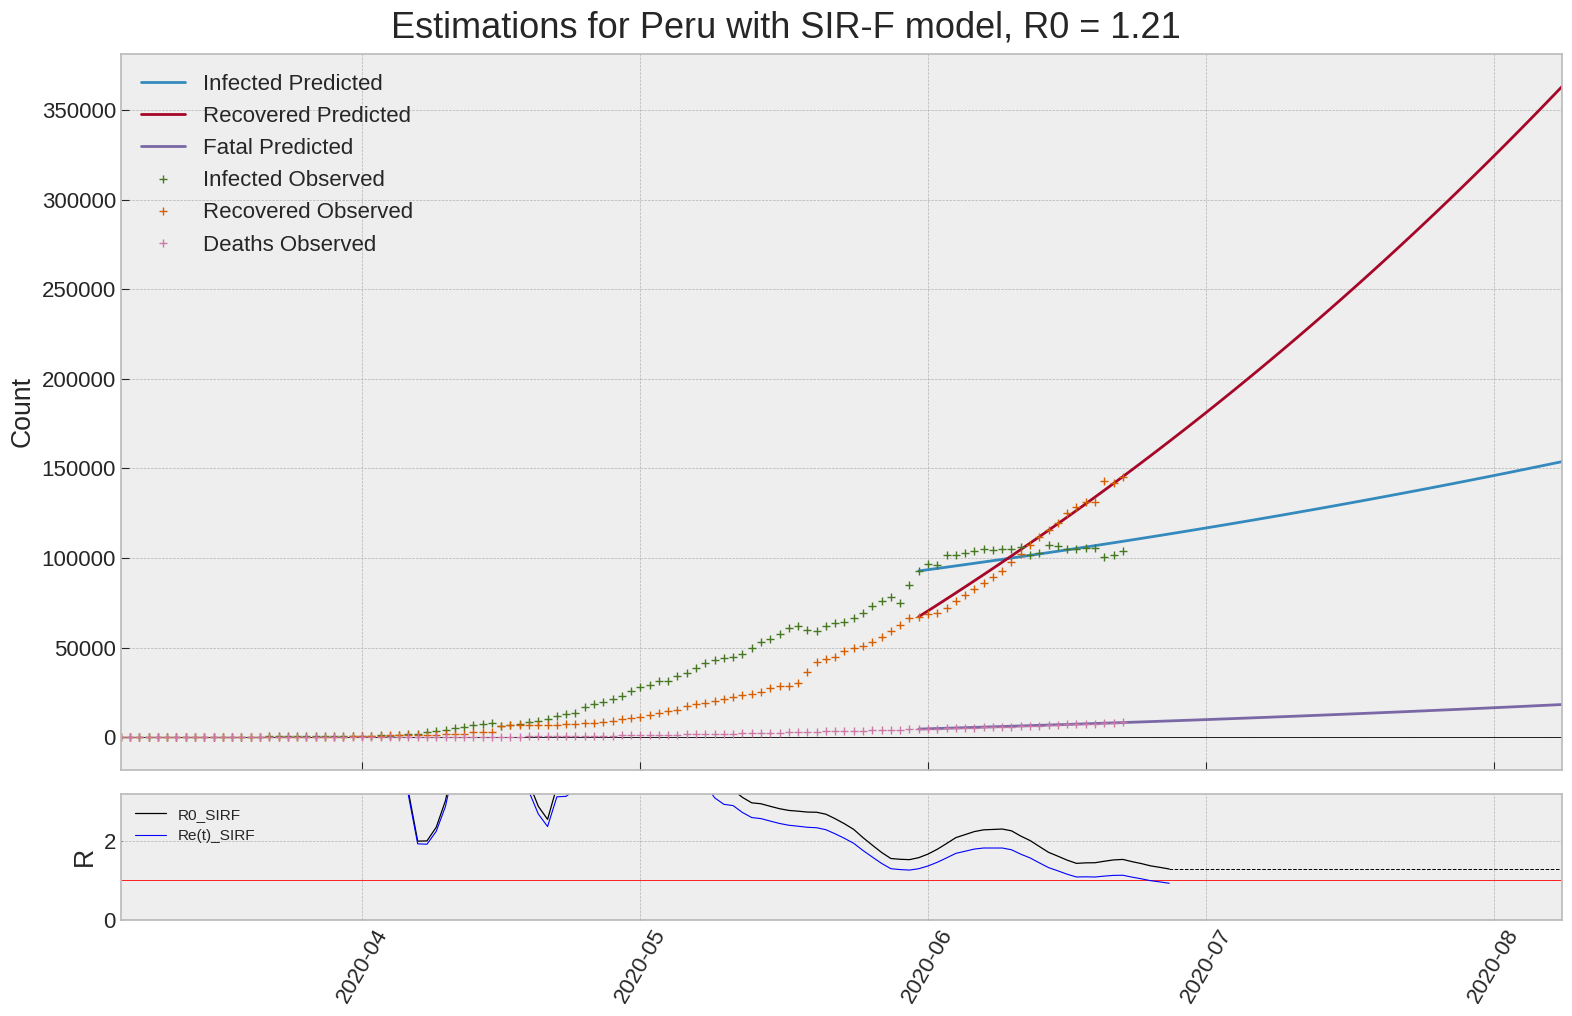 Estimations for Peru with SIR-F model, R0 = 1.21
Infected Predicted
Recovered Predicted
Fatal Predicted
Infected Observed
Recovered Observed
Deaths Observed
350000
300000
250000
200000
150000
100000
50000
0
Count
R0_SIRF
Re(t)_SIRF
2
0
R
2020-04
2020-05
2020-06
2020-07
2020-08